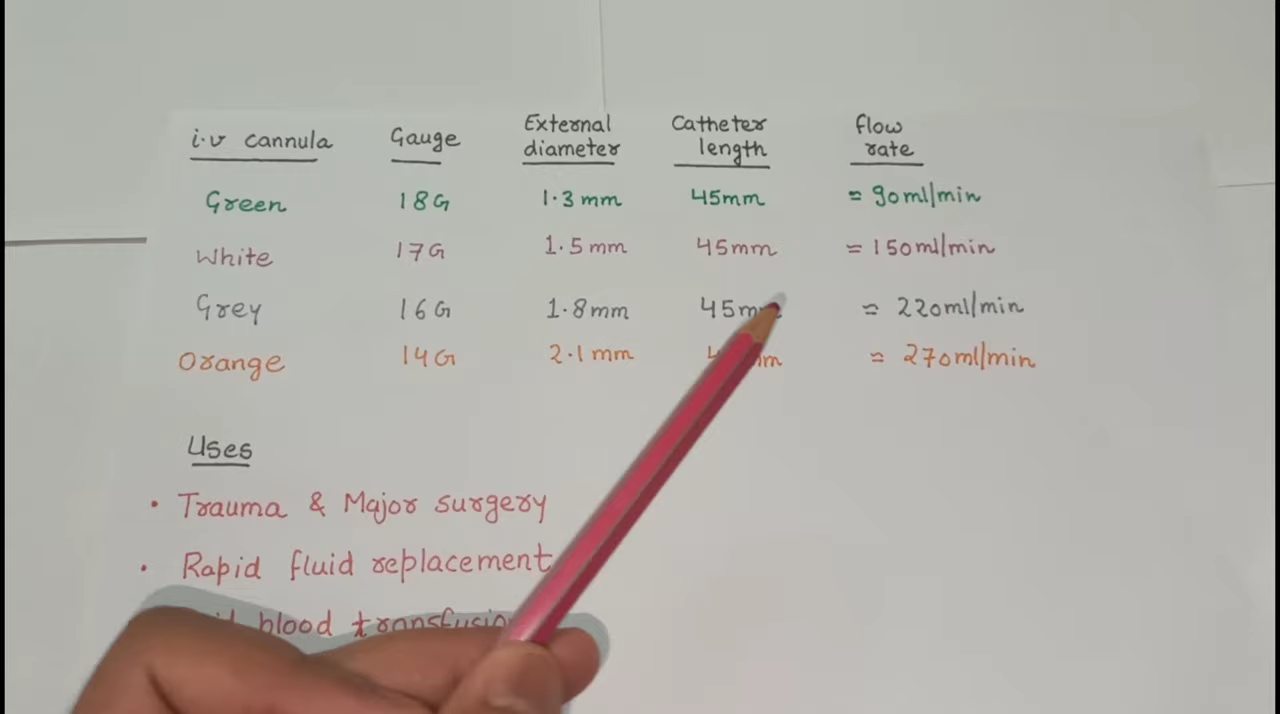 i.v cannula Gauge External diameter Catheter length flow rate
Green 18G 1.3mm 45mm ≈ 90ml/min
White 17G 1.5mm 45mm ≈ 150ml/min
Grey 16G 1.8mm 45mm ≈ 220ml/min
Orange 14G 2.1mm ≈ 270ml/min
Uses
• Trauma & Major surgery
• Rapid fluid replacement
blood transfusion